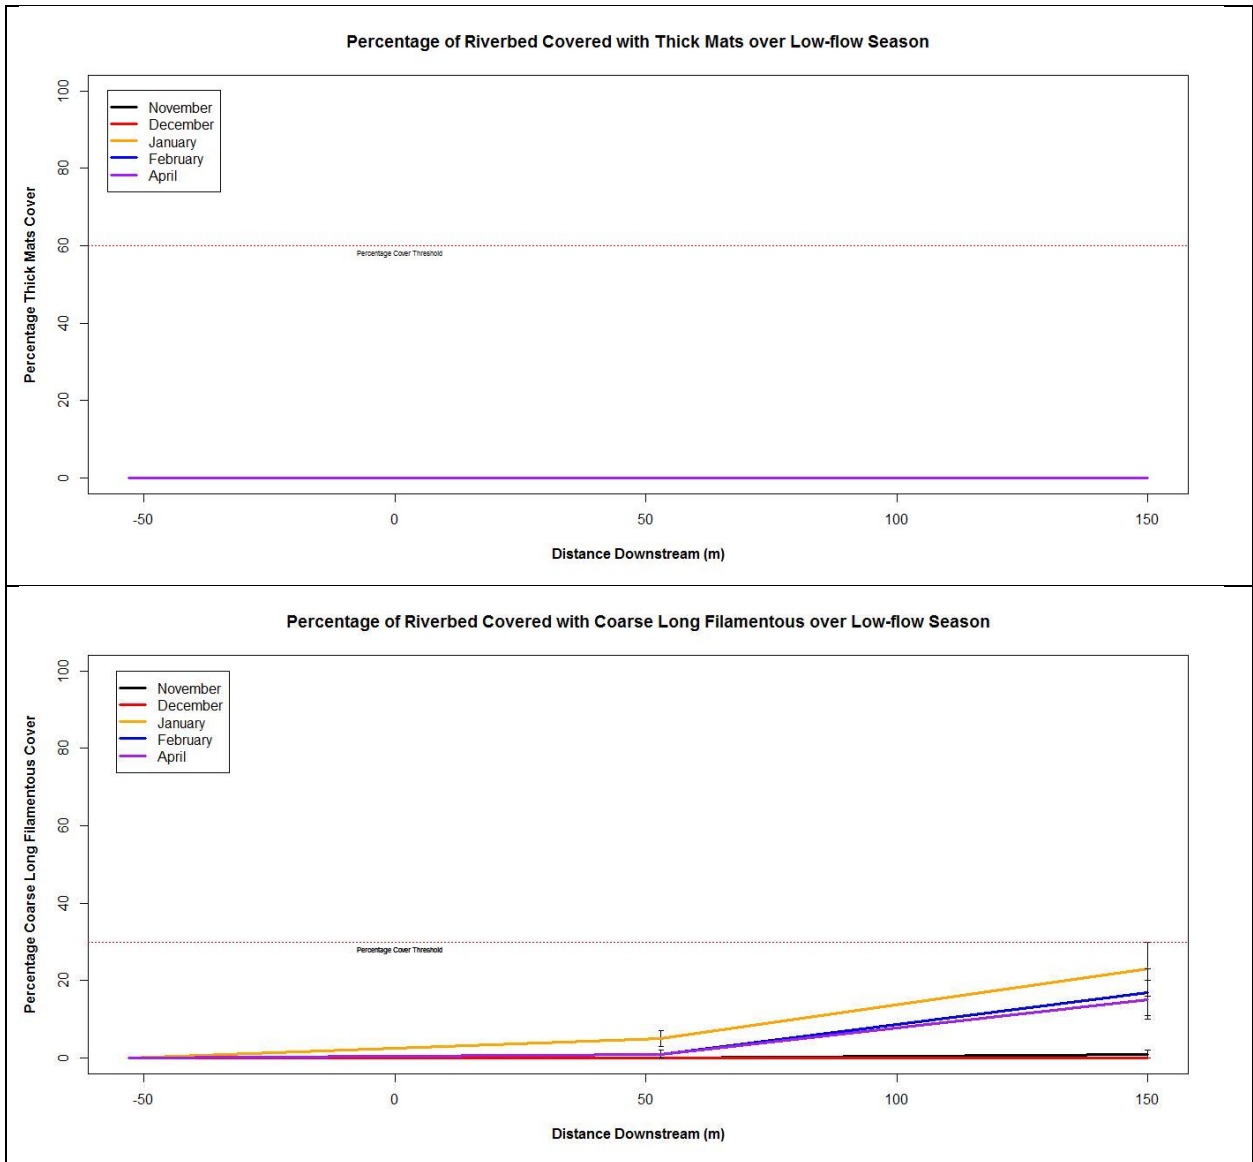 Percentage of Riverbed Covered with Thick Mats over Low-flow Season
Percentage Thick Mats Cover
100
80
60
40
20
0
November
December
January
February
April
Percentage Cover Threshold
-50
0
50
100
150
Distance Downstream (m)
Percentage of Riverbed Covered with Coarse Long Filamentous over Low-flow Season
Percentage Coarse Long Filamentous Cover
100
80
60
40
20
0
November
December
January
February
April
Percentage Cover Threshold
-50
0
50
100
150
Distance Downstream (m)